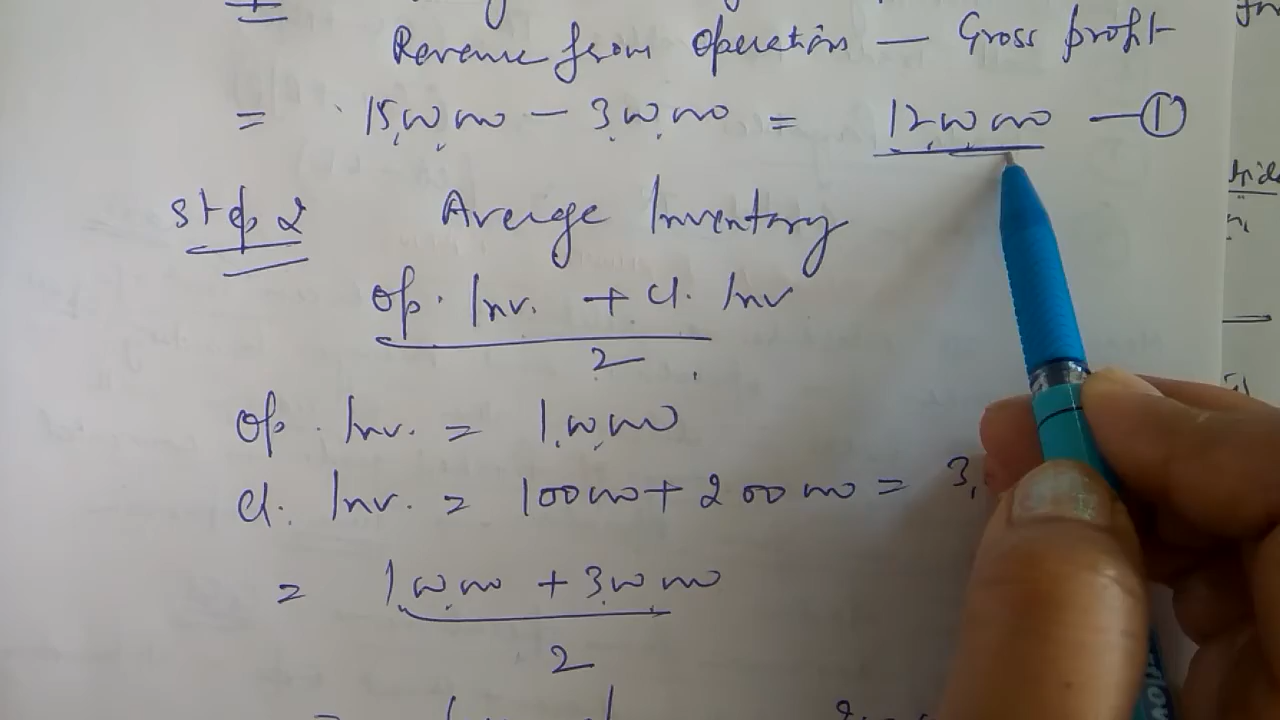 Revenue from operation — Gross profit
= 15,00,000 - 3,00,000 = 12,00,000 — ①
Step 2 Average Inventory
Op. Inv. + Cl. Inv
2
Op. Inv. = 1,00,000
Cl. Inv. = 100000 + 200000 = 3,
= 1,00,000 + 3,00,000
2